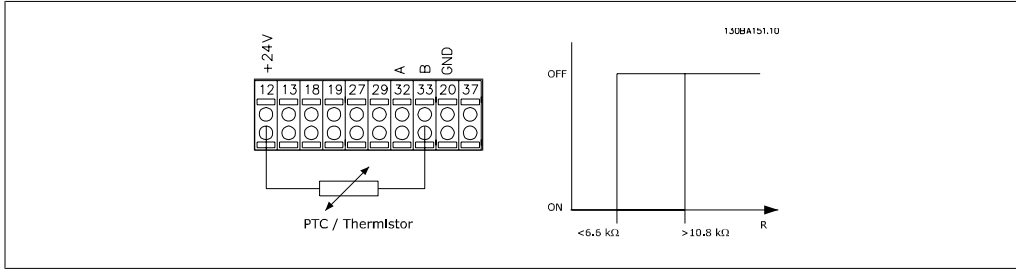 130BA151.10
+24V
A
B
GND
12 13 18 19 27 29 32 33 20 37
PTC / Thermistor
OFF
ON
<6.6 kΩ
>10.8 kΩ
R